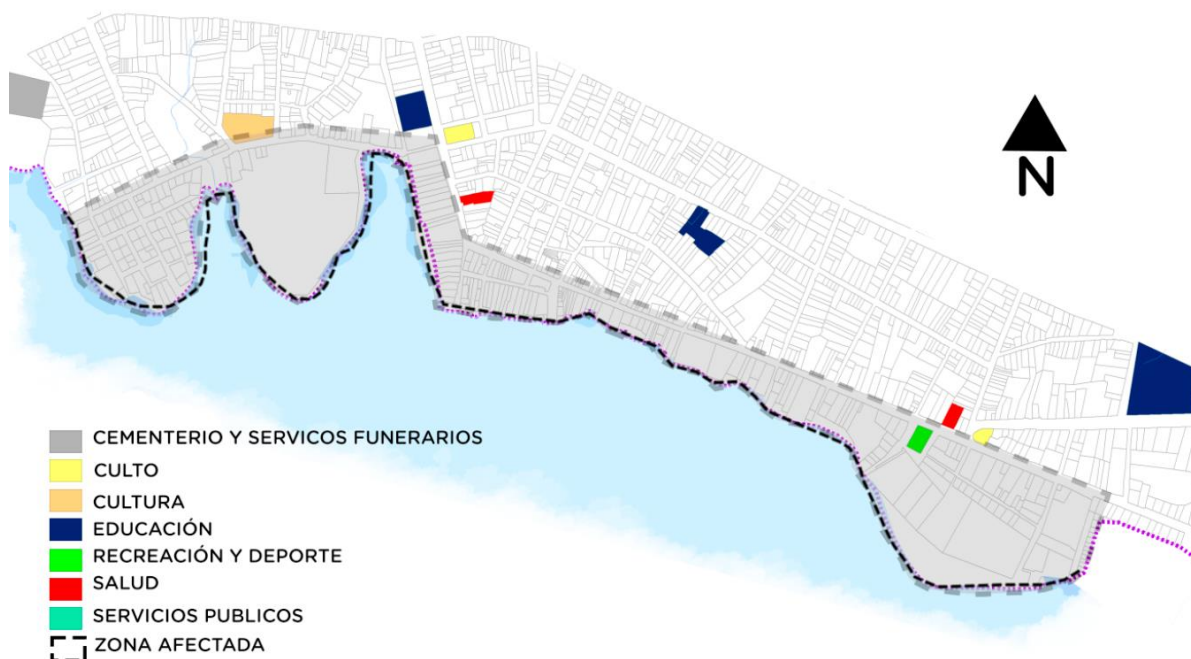 N
CEMENTERIO Y SERVICOS FUNERARIOS
CULTO
CULTURA
EDUCACIÓN
RECREACIÓN Y DEPORTE
SALUD
SERVICIOS PUBLICOS
ZONA AFECTADA